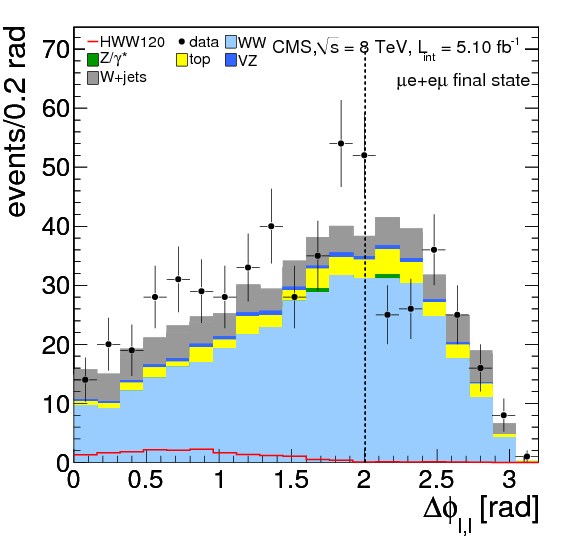 HWW120 data WW CMS,√s = 8 TeV, L_int = 5.10 fb⁻¹
Z/γ* top VZ
W+jets
μe+eμ final state
events/0.2 rad
70
60
50
40
30
20
10
0
0 0.5 1 1.5 2 2.5 3
Δϕ_l,l [rad]